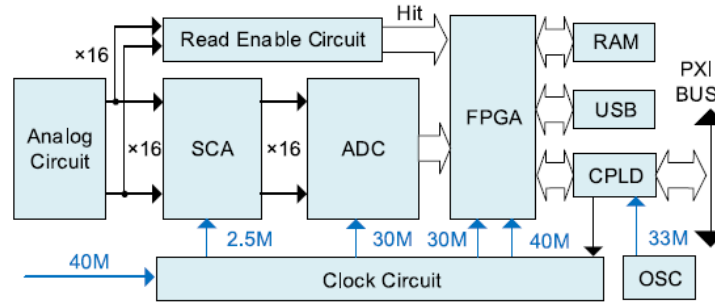 Hit
Read Enable Circuit
RAM
×16
PXI
BUS
Analog
Circuit
SCA
ADC
FPGA
USB
×16
×16
CPLD
2.5M
30M
30M
40M
33M
40M
Clock Circuit
OSC